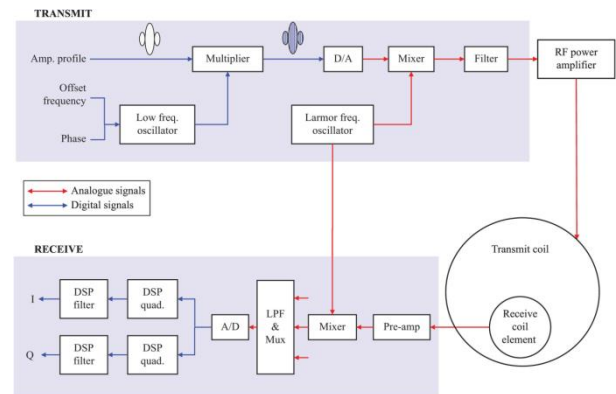 TRANSMIT
Amp. profile
Multiplier
D/A
Mixer
Filter
RF power
amplifier
Offset
frequency
Phase
Low freq.
oscillator
Larmor freq.
oscillator
Analogue signals
Digital signals
RECEIVE
Transmit coil
I
DSP
filter
DSP
quad.
Q
DSP
filter
DSP
quad.
A/D
LPF
&
Mux
Mixer
Pre-amp
Receive
coil
element